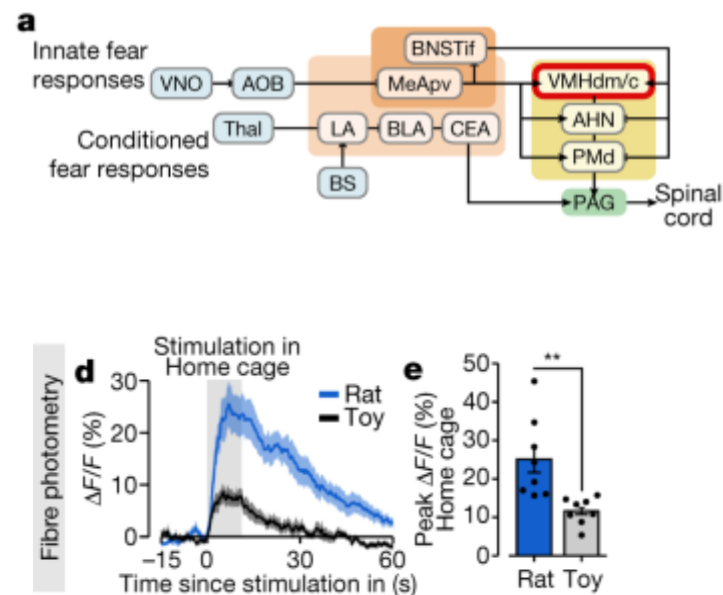 a
Innate fear
responses
VNO
AOB
BNSTif
MeApv
VMHdm/c
Conditioned
fear responses
Thal
LA
BLA
CEA
AHN
BS
PMd
PAG
Spinal
cord
Fibre photometry
d
Stimulation in
Home cage
Rat
Toy
ΔF/F (%)
30
20
10
0
−15
0
30
60
Time since stimulation in (s)
e
Peak ΔF/F (%)
Home cage
50
40
30
20
10
0
**
Rat
Toy